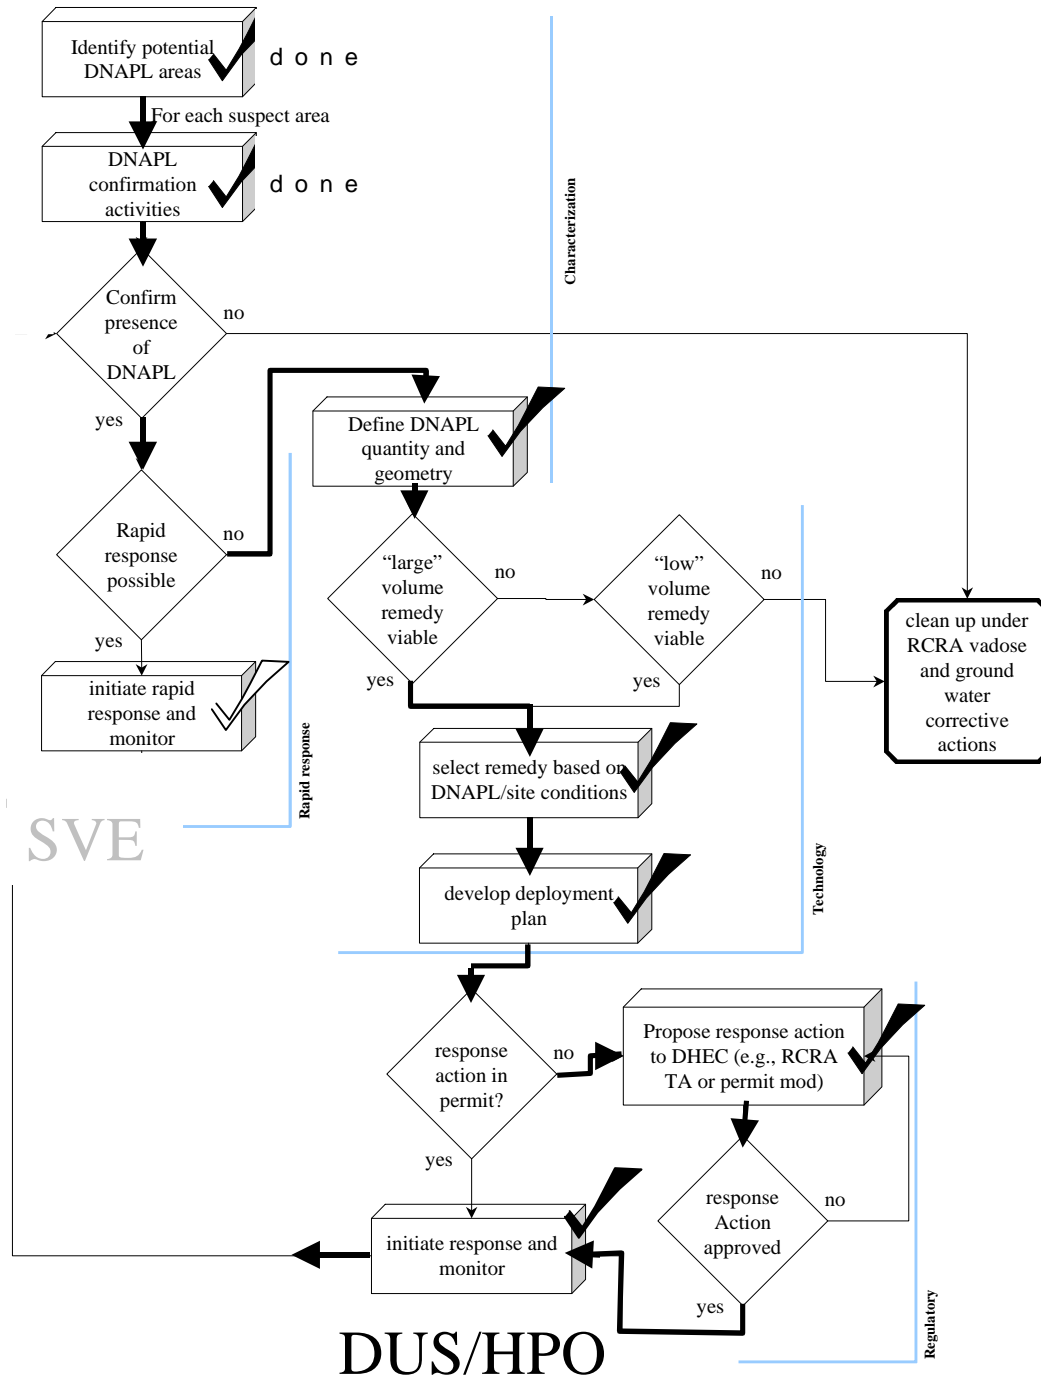 Identify potential
DNAPL areas
done
For each suspect area
DNAPL
confirmation
activities
done
Characterization
Confirm
presence
of
DNAPL
no
yes
Define DNAPL
quantity and
geometry
Rapid
response
possible
no
yes
initiate rapid
response and
monitor
Rapid response
SVE
“large”
volume
remedy
viable
no
yes
“low”
volume
remedy
viable
no
yes
clean up under
RCRA vadose
and ground
water
corrective
actions
select remedy based on
DNAPL/site conditions
develop deployment
plan
Technology
response
action in
permit?
no
yes
Propose response action
to DHEC (e.g., RCRA
TA or permit mod)
response
Action
approved
no
yes
initiate response and
monitor
Regulatory
DUS/HPO